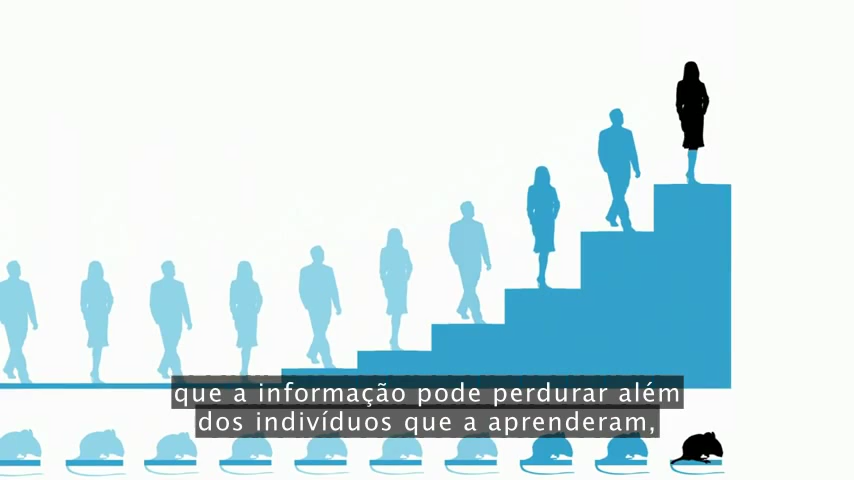 que a informação pode perdurar além
dos indivíduos que a aprenderam,